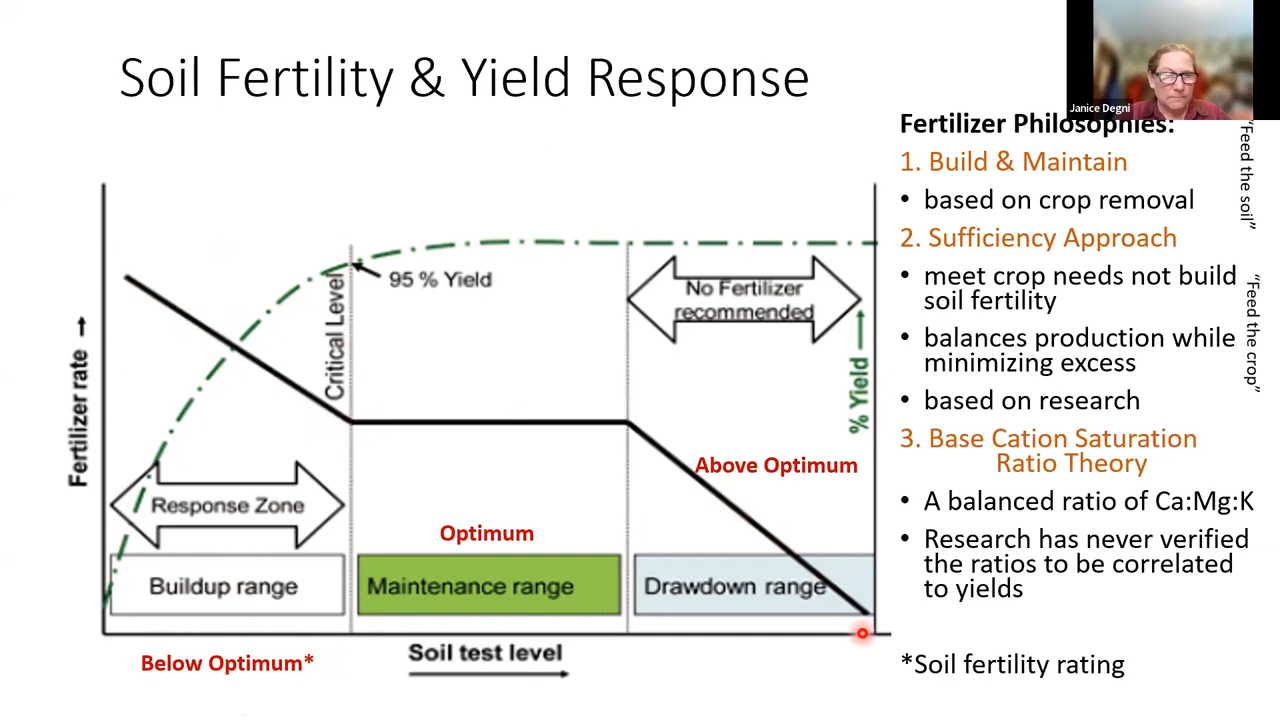 Soil Fertility & Yield Response
Janice Degni
Fertilizer Philosophies:
1. Build & Maintain
• based on crop removal
2. Sufficiency Approach
• meet crop needs not build
soil fertility
• balances production while
minimizing excess
• based on research
3. Base Cation Saturation
Ratio Theory
• A balanced ratio of Ca:Mg:K
• Research has never verified
the ratios to be correlated
to yields
*Soil fertility rating
"Feed the soil"
"Feed the crop"
Fertilizer rate →
95 % Yield
Critical Level
No Fertilizer
recommended
% Yield
Above Optimum
Response Zone
Optimum
Buildup range
Maintenance range
Drawdown range
Below Optimum*
Soil test level